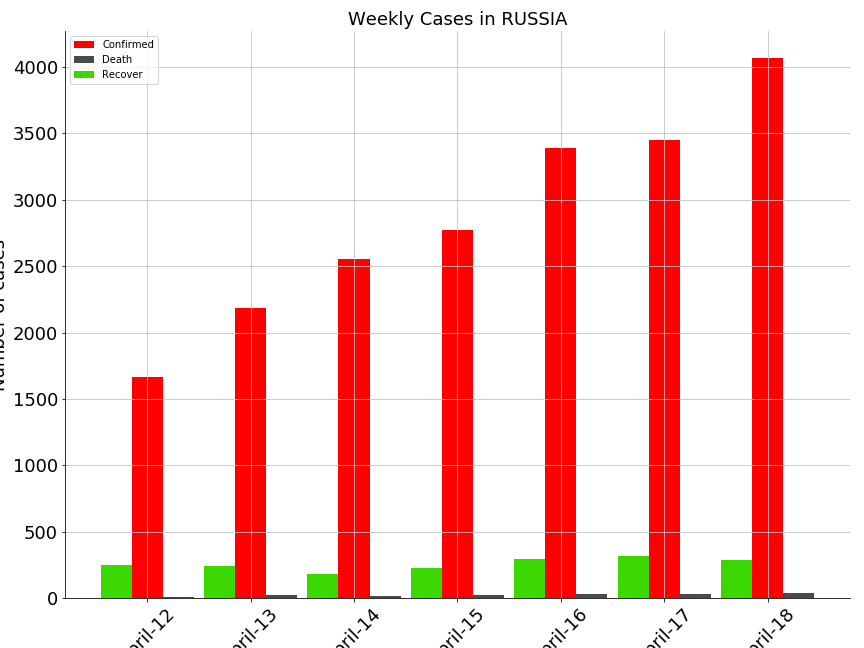 Weekly Cases in RUSSIA
Confirmed
Death
Recover
4000
3500
3000
2500
2000
1500
1000
500
0
pril-12
pril-13
pril-14
pril-15
pril-16
pril-17
pril-18